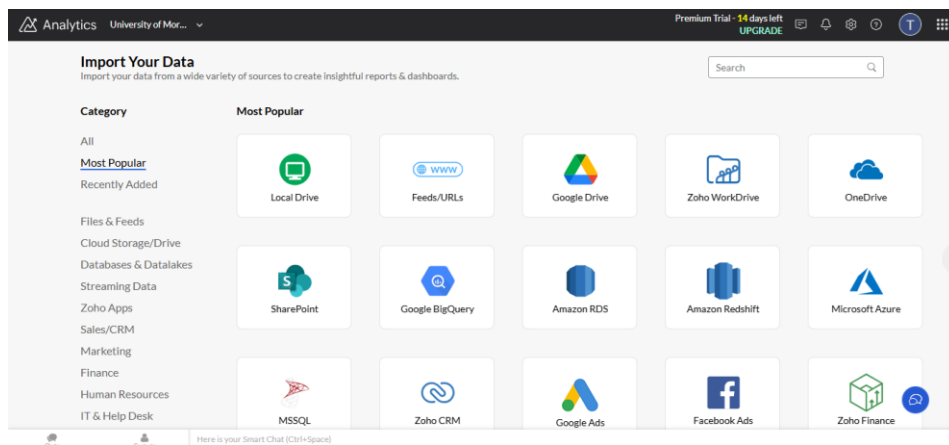 Analytics University of Mor...
Premium Trial - 14 days left
UPGRADE
T
Import Your Data
Import your data from a wide variety of sources to create insightful reports & dashboards.
Search
Category
All
Most Popular
Recently Added
Files & Feeds
Cloud Storage/Drive
Databases & Datalakes
Streaming Data
Zoho Apps
Sales/CRM
Marketing
Finance
Human Resources
IT & Help Desk
Most Popular
Local Drive
WWW
Feeds/URLs
Google Drive
Zoho WorkDrive
OneDrive
S
SharePoint
Google BigQuery
Amazon RDS
Amazon Redshift
Microsoft Azure
MSSQL
Zoho CRM
Google Ads
Facebook Ads
Zoho Finance
Here is your Smart Chat (Ctrl+Space)